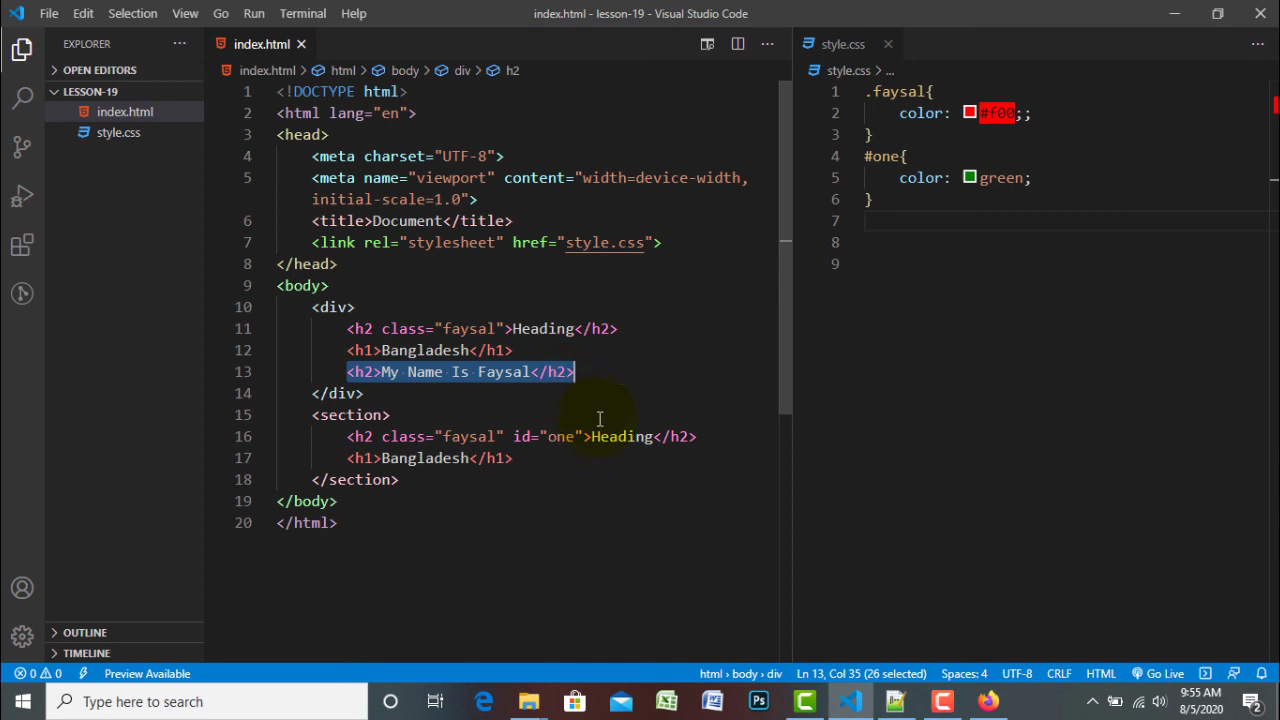 File Edit Selection View Go Run Terminal Help index.html - lesson-19 - Visual Studio Code
EXPLORER
OPEN EDITORS
LESSON-19
index.html
style.css
OUTLINE
TIMELINE
index.html
index.html html body div h2
1 <!DOCTYPE html>
2 <html lang="en">
3 <head>
4 <meta charset="UTF-8">
5 <meta name="viewport" content="width=device-width,
initial-scale=1.0">
6 <title>Document</title>
7 <link rel="stylesheet" href="style.css">
8 </head>
9 <body>
10 <div>
11 <h2 class="faysal">Heading</h2>
12 <h1>Bangladesh</h1>
13 <h2>My Name Is Faysal</h2>
14 </div>
15 <section>
16 <h2 class="faysal" id="one">Heading</h2>
17 <h1>Bangladesh</h1>
18 </section>
19 </body>
20 </html>
style.css
style.css ...
1 .faysal{
2 color: #f00;;
3 }
4 #one{
5 color: green;
6 }
7
8
9
0 0 Preview Available html body div Ln 13, Col 35 (26 selected) Spaces: 4 UTF-8 CRLF HTML Go Live
Type here to search
9:55 AM
8/5/2020
2